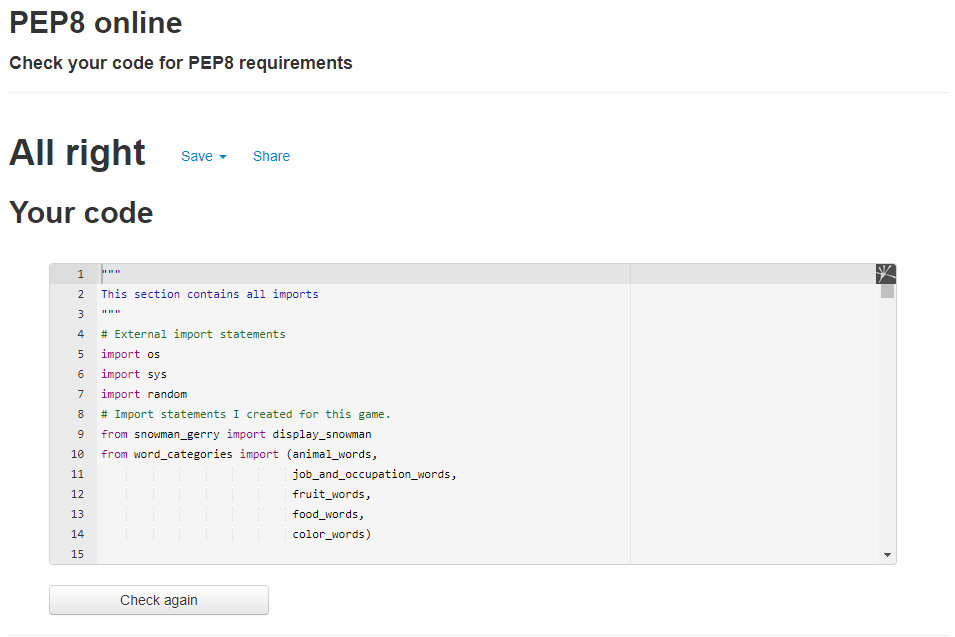 PEP8 online
Check your code for PEP8 requirements
All right Save Share
Your code
1 """
2 This section contains all imports
3 """
4 # External import statements
5 import os
6 import sys
7 import random
8 # Import statements I created for this game.
9 from snowman_gerry import display_snowman
10 from word_categories import (animal_words,
11 job_and_occupation_words,
12 fruit_words,
13 food_words,
14 color_words)
15
Check again